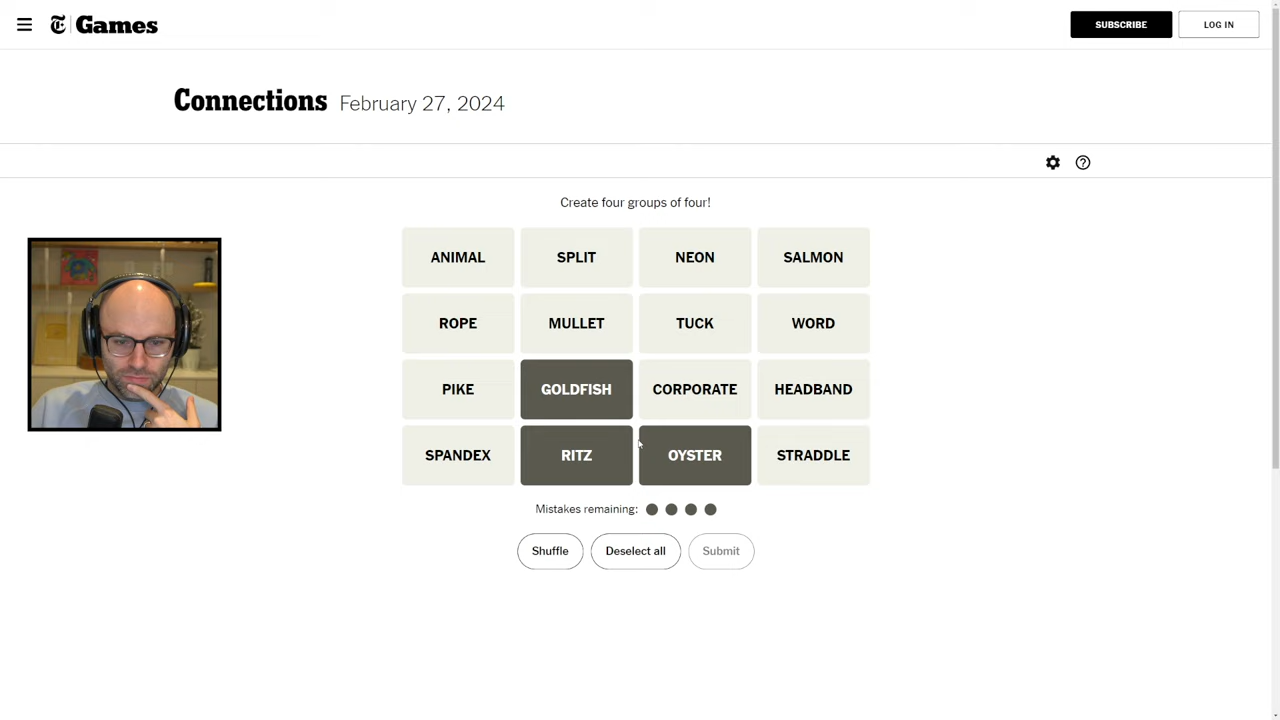 Games
SUBSCRIBE
LOG IN
Connections February 27, 2024
Create four groups of four!
ANIMAL SPLIT NEON SALMON
ROPE MULLET TUCK WORD
PIKE GOLDFISH CORPORATE HEADBAND
SPANDEX RITZ OYSTER STRADDLE
Mistakes remaining:
Shuffle Deselect all Submit